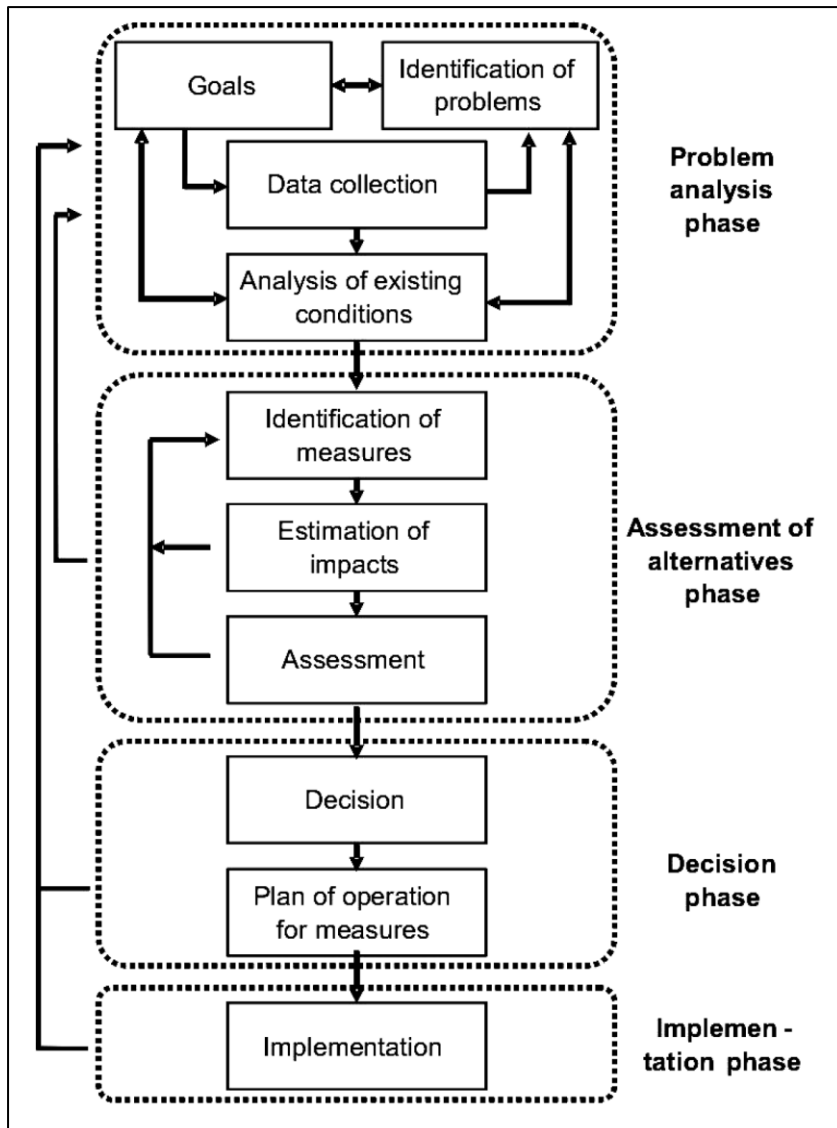 Goals
Identification of
problems
Data collection
Analysis of existing
conditions
Problem
analysis
phase
Identification of
measures
Estimation of
impacts
Assessment
Assessment of
alternatives
phase
Decision
Plan of operation
for measures
Decision
phase
Implementation
Implemen -
tation phase